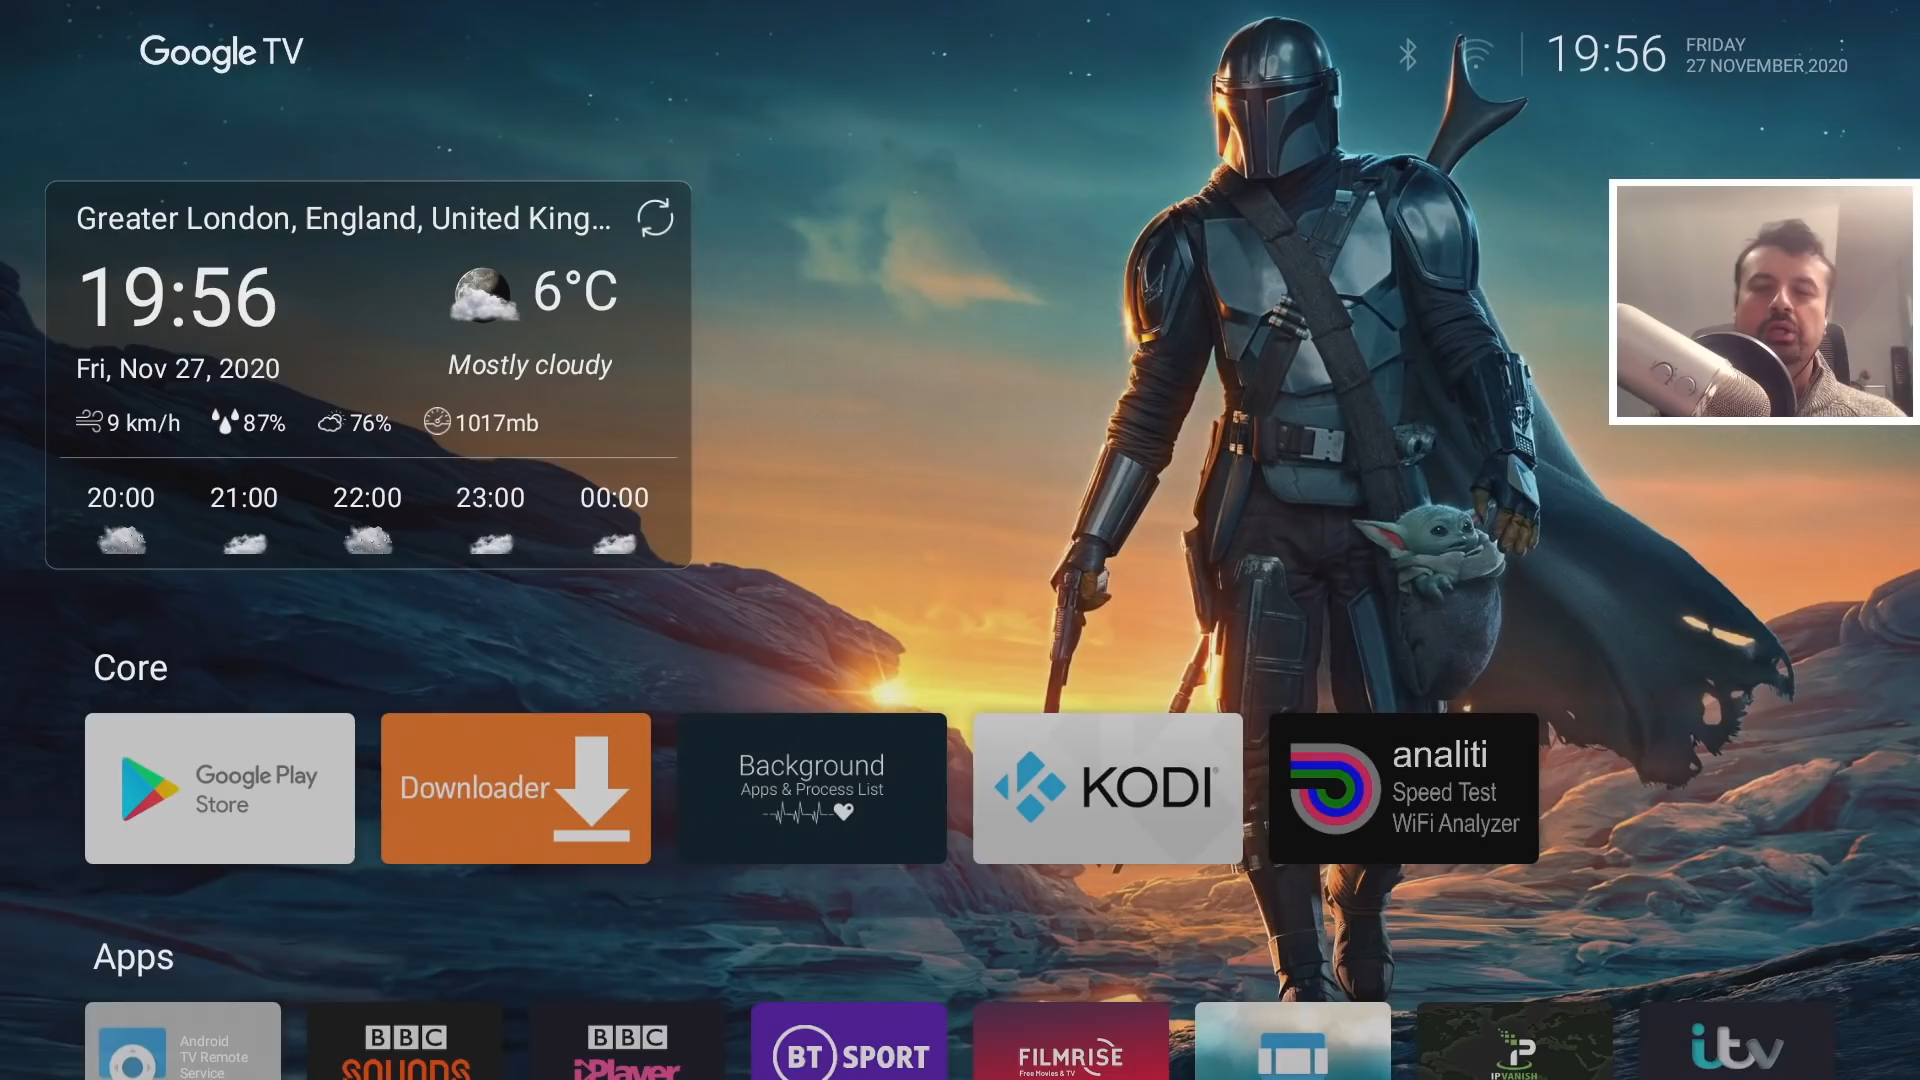 Google TV
19:56
FRIDAY
27 NOVEMBER 2020
Greater London, England, United King...
19:56
6°C
Fri, Nov 27, 2020
Mostly cloudy
9 km/h
87%
76%
1017mb
20:00
21:00
22:00
23:00
00:00
Core
Google Play
Store
Downloader
Background
Apps & Process List
KODI
analiti
Speed Test
WiFi Analyzer
Apps
Android
TV Remote
Service
BBC
SOUNDS
BBC
iPlayer
BT SPORT
FILMRISE
Free Movies & TV
IP
IPVANISH
itv